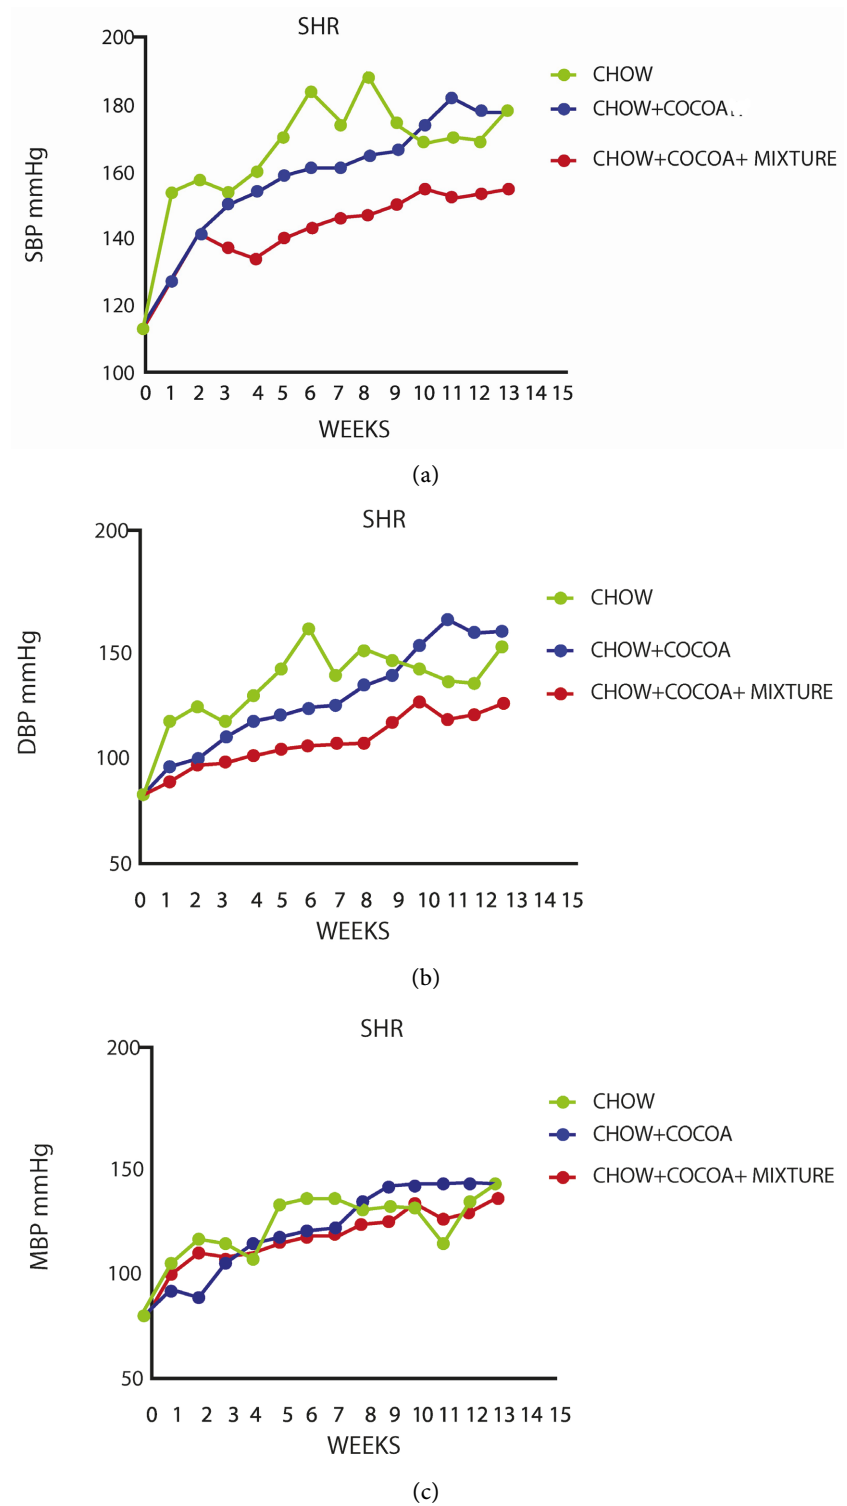 SHR
200
180
160
140
120
100
SBP mmHg
CHOW
CHOW+COCOA
CHOW+COCOA+ MIXTURE
0 1 2 3 4 5 6 7 8 9 10 11 12 13 14 15
WEEKS
(a)
SHR
200
150
100
50
DBP mmHg
CHOW
CHOW+COCOA
CHOW+COCOA+ MIXTURE
0 1 2 3 4 5 6 7 8 9 10 11 12 13 14 15
WEEKS
(b)
SHR
200
150
100
50
MBP mmHg
CHOW
CHOW+COCOA
CHOW+COCOA+ MIXTURE
0 1 2 3 4 5 6 7 8 9 10 11 12 13 14 15
WEEKS
(c)